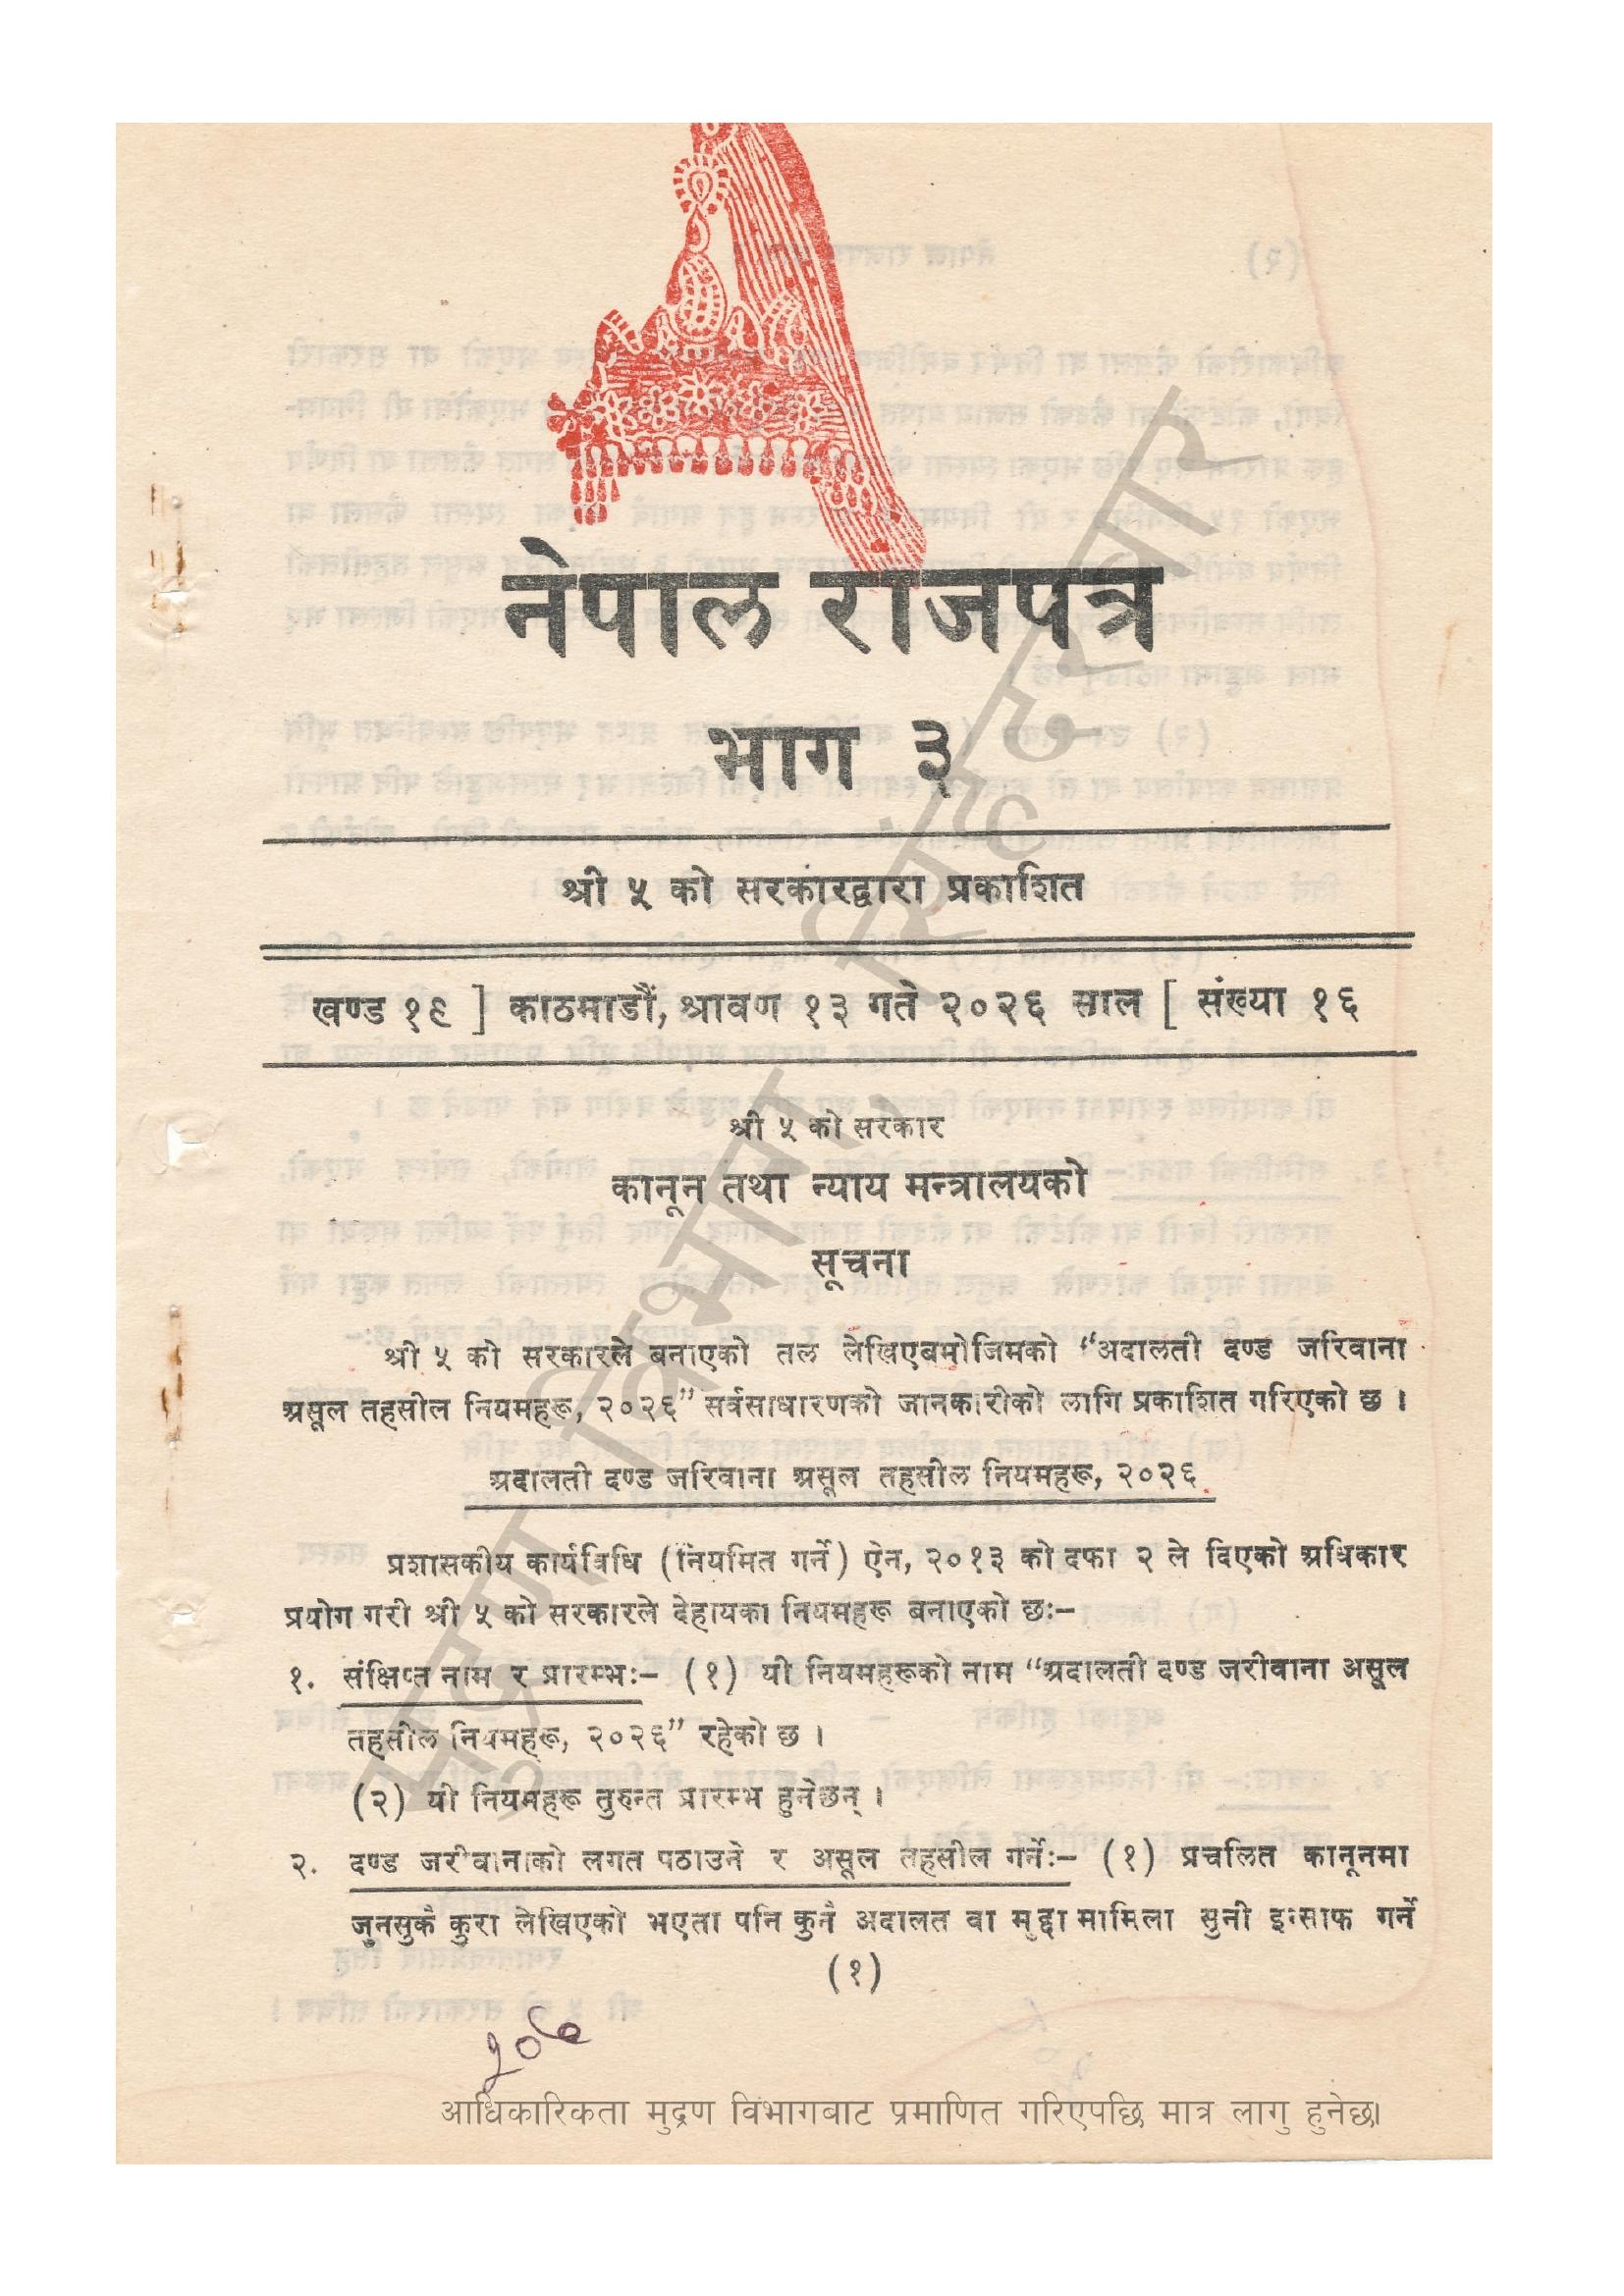 नेपाल राजपत्र
भाग ३
श्री ५ को सरकारद्वारा प्रकाशित
खण्ड १९ ] काठमाडौं, श्रावण १३ गते २०२६ साल [ संख्या १६
श्री ५ को सरकार
कानून तथा न्याय मन्त्रालयको
सूचना
श्री ५ को सरकारले बनाएको तल लेखिएबमोजिमको “अदालती दण्ड जरिवाना
असूल तहसील नियमहरू, २०२६” सर्वसाधारणको जानकारीको लागि प्रकाशित गरिएको छ ।
अदालती दण्ड जरिवाना असूल तहसील नियमहरू, २०२६
प्रशासकीय कार्यविधि (नियमित गर्ने) ऐन, २०१३ को दफा २ ले दिएको अधिकार
प्रयोग गरी श्री ५ को सरकारले देहायका नियमहरू बनाएको छः–
१. संक्षिप्त नाम र प्रारम्भः– (१) यी नियमहरूको नाम “अदालती दण्ड जरीवाना असूल
तहसील नियमहरू, २०२६” रहेको छ ।
(२) यी नियमहरू तुरुन्त प्रारम्भ हुनेछन् ।
२. दण्ड जरीवानाको लगत पठाउने र असूल तहसील गर्नेः– (१) प्रचलित कानूनमा
जुनसुकै कुरा लेखिएको भएता पनि कुनै अदालत वा मुद्दा मामिला सुनी इन्साफ गर्ने
(१)
मुद्रण विभाग, सिंहदरबार
आधिकारिकता मुद्रण विभागबाट प्रमाणित गरिएपछि मात्र लागु हुनेछ।